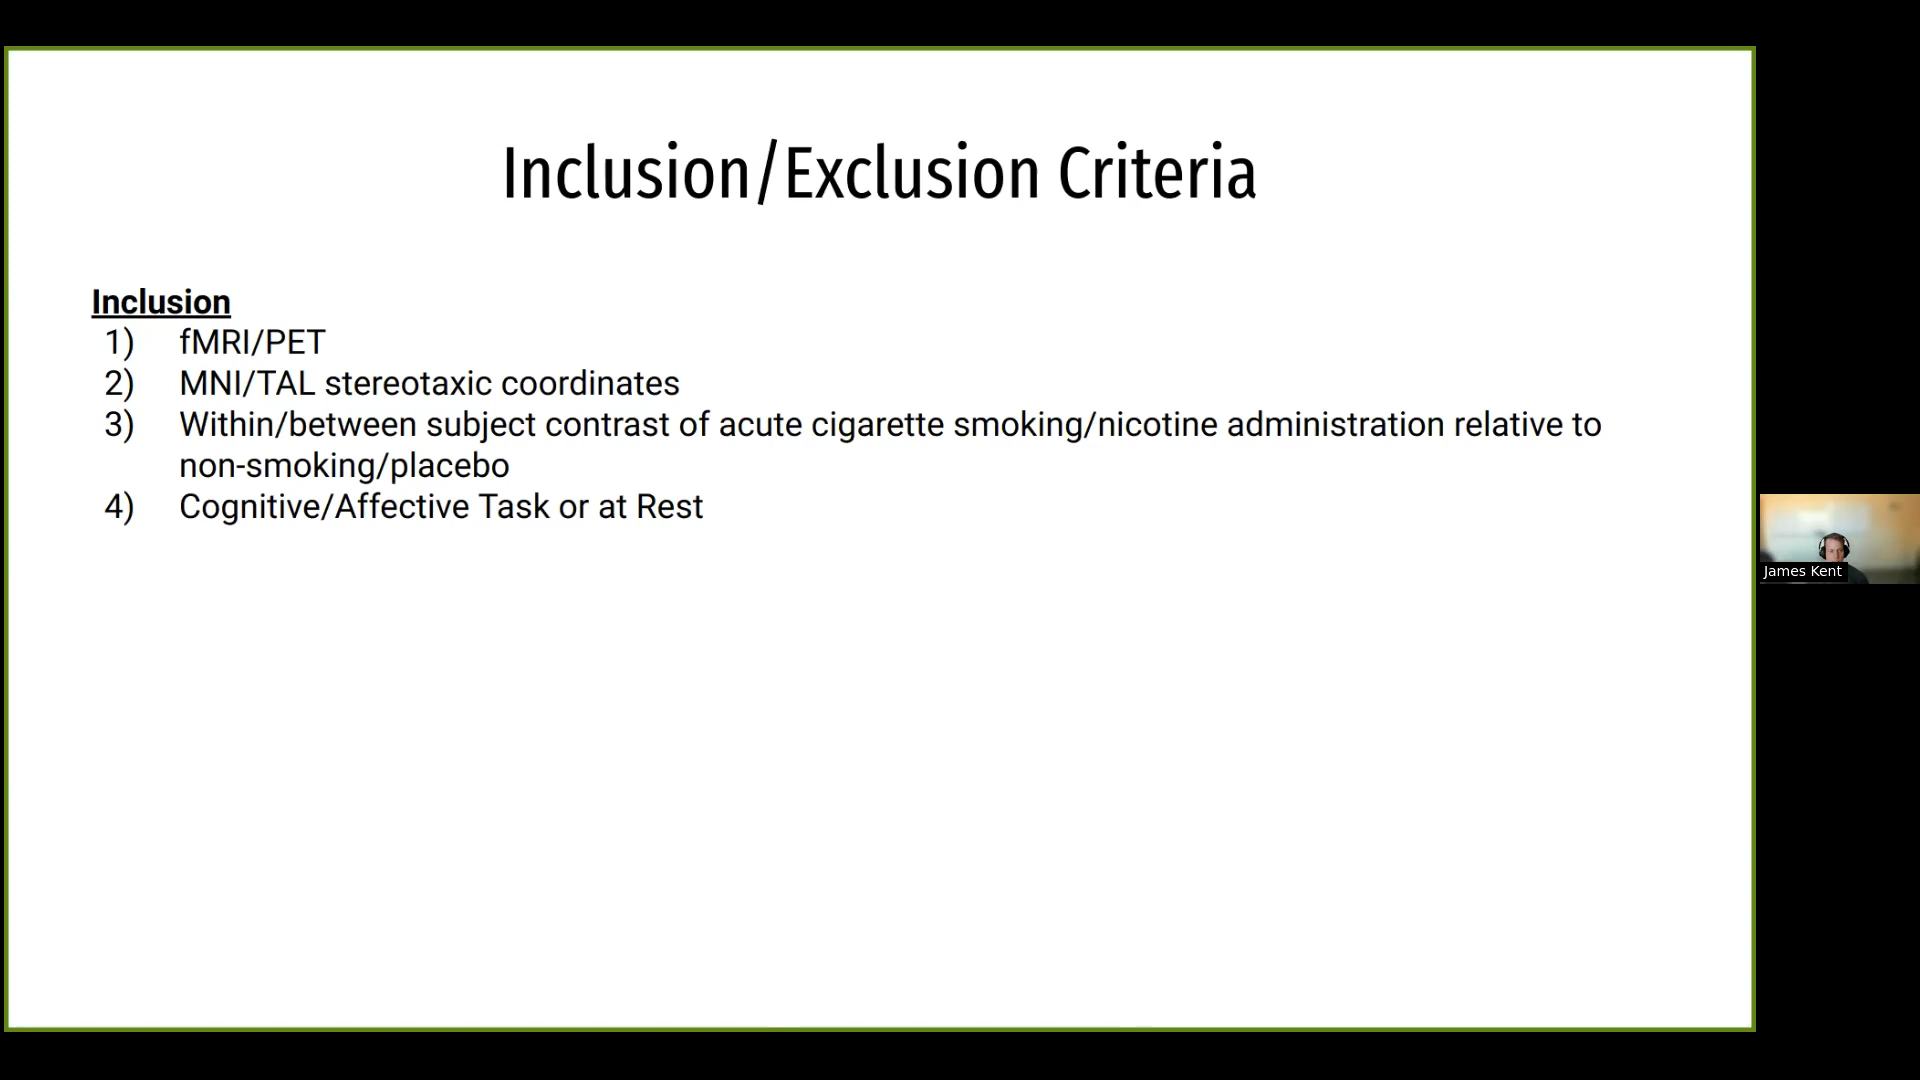 Inclusion/Exclusion Criteria
Inclusion
1) fMRI/PET
2) MNI/TAL stereotaxic coordinates
3) Within/between subject contrast of acute cigarette smoking/nicotine administration relative to
non-smoking/placebo
4) Cognitive/Affective Task or at Rest
James Kent